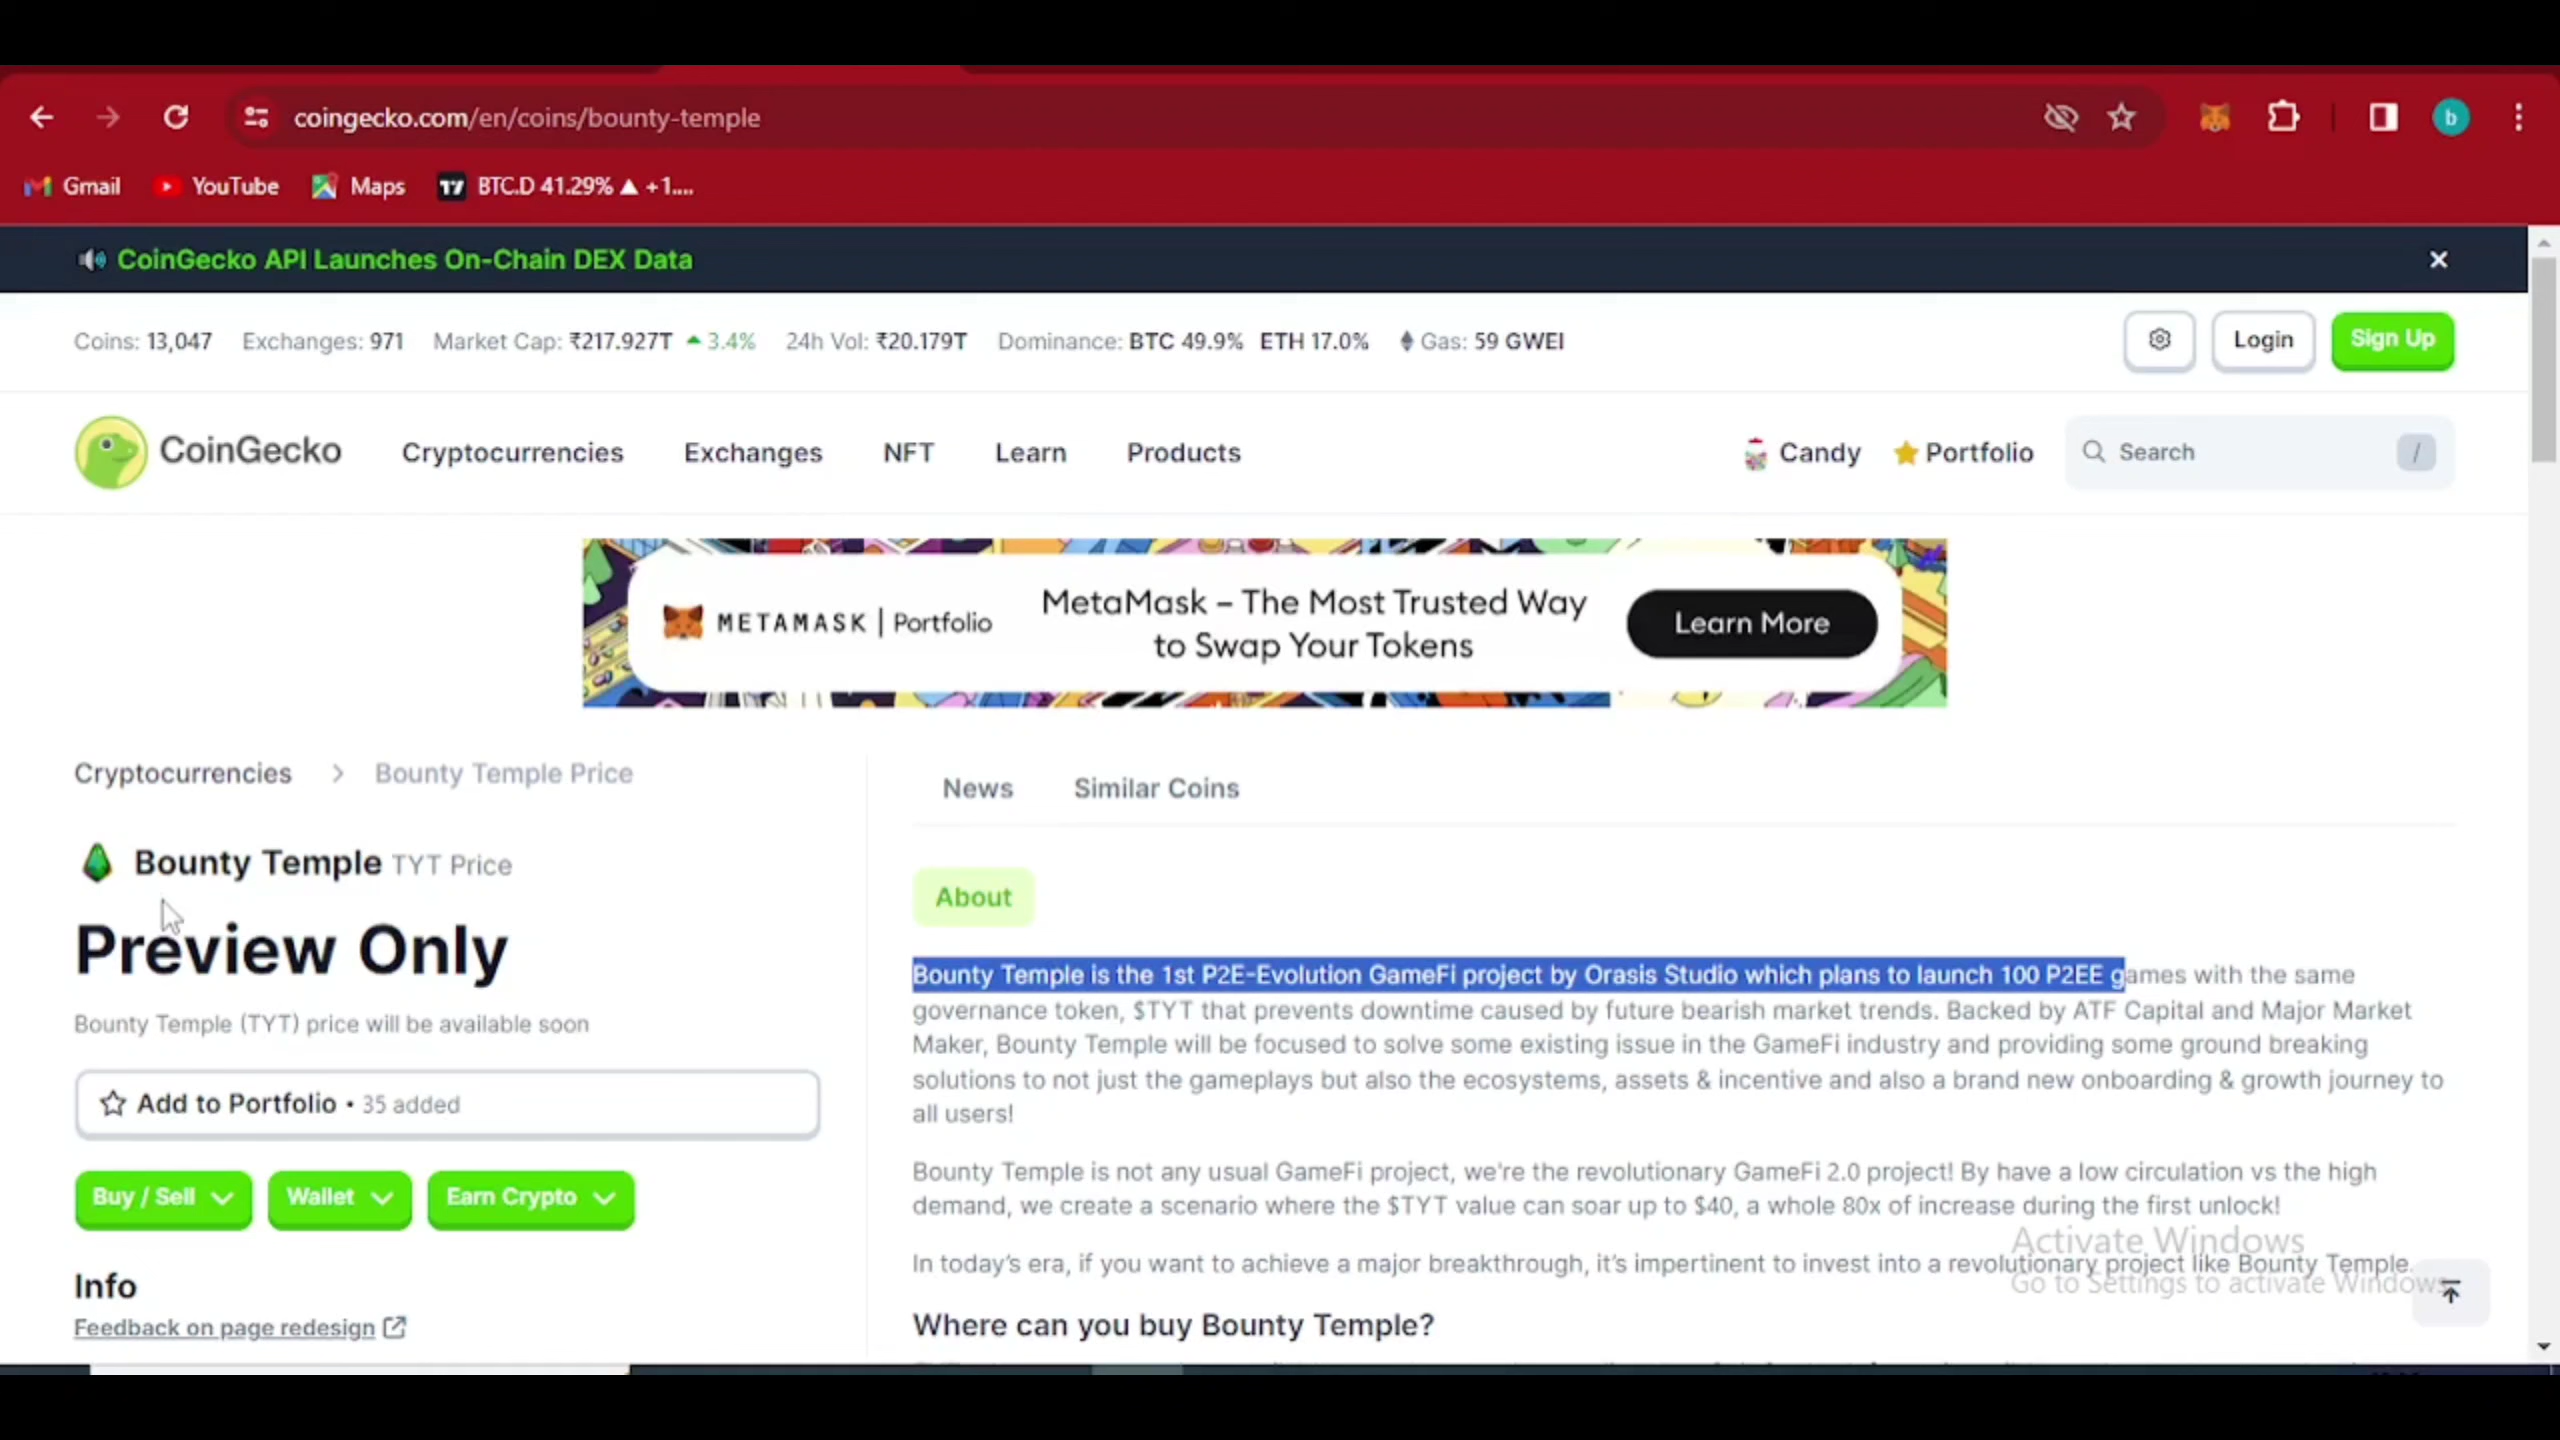 coingecko.com/en/coins/bounty-temple
b
Gmail YouTube Maps BTC.D 41.29% ▲ +1....
CoinGecko API Launches On-Chain DEX Data
Coins: 13,047 Exchanges: 971 Market Cap: ₹217.927T 3.4% 24h Vol: ₹20.179T Dominance: BTC 49.9% ETH 17.0% Gas: 59 GWEI
Login Sign Up
CoinGecko Cryptocurrencies Exchanges NFT Learn Products Candy Portfolio Search /
METAMASK | Portfolio
MetaMask – The Most Trusted Way
to Swap Your Tokens
Learn More
Cryptocurrencies > Bounty Temple Price
Bounty Temple TYT Price
Preview Only
Bounty Temple (TYT) price will be available soon
Add to Portfolio • 35 added
Buy / Sell Wallet Earn Crypto
Info
Feedback on page redesign
News Similar Coins
About
Bounty Temple is the 1st P2E-Evolution GameFi project by Orasis Studio which plans to launch 100 P2EE games with the same
governance token, $TYT that prevents downtime caused by future bearish market trends. Backed by ATF Capital and Major Market
Maker, Bounty Temple will be focused to solve some existing issue in the GameFi industry and providing some ground breaking
solutions to not just the gameplays but also the ecosystems, assets & incentive and also a brand new onboarding & growth journey to
all users!
Bounty Temple is not any usual GameFi project, we're the revolutionary GameFi 2.0 project! By have a low circulation vs the high
demand, we create a scenario where the $TYT value can soar up to $40, a whole 80x of increase during the first unlock!
In today's era, if you want to achieve a major breakthrough, it's impertinent to invest into a revolutionary project like Bounty Temple.
Where can you buy Bounty Temple?
Activate Windows
Go to Settings to activate Windows.